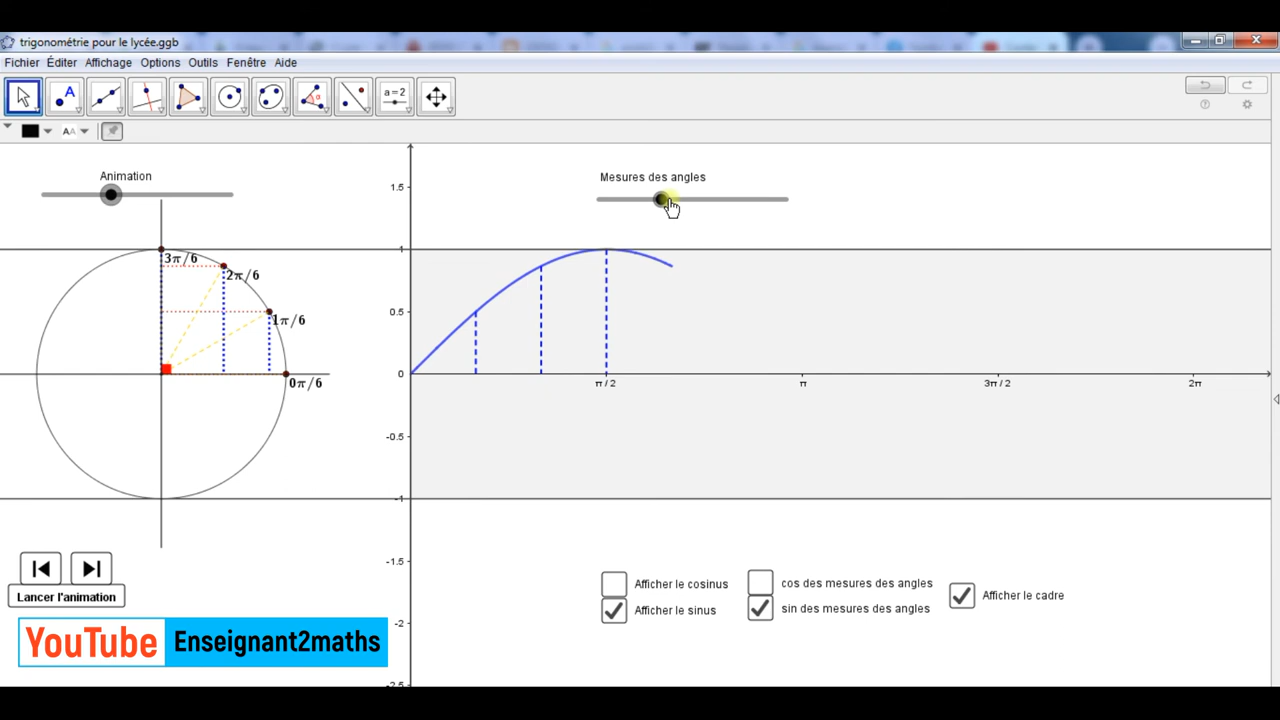 trigonométrie pour le lycée.ggb
Fichier Éditer Affichage Options Outils Fenêtre Aide
A
a = 2
AA
Animation
Mesures des angles
3π/6
2π/6
1π/6
0π/6
1.5
1
0.5
0
-0.5
-1
-1.5
-2
-2.5
π / 2
π
3π / 2
2π
Lancer l'animation
Afficher le cosinus
cos des mesures des angles
Afficher le cadre
Afficher le sinus
sin des mesures des angles
YouTube Enseignant2maths